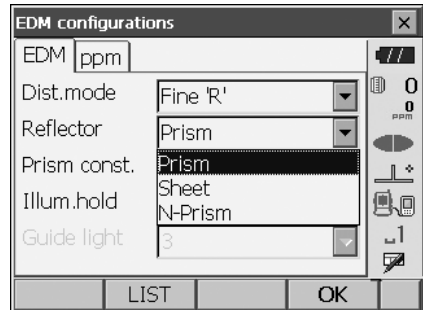 EDM configurations
EDM ppm
Dist.mode Fine 'R'
0
0
PPM
Reflector Prism
Prism const. Prism
Sheet
Illum.hold N-Prism
Guide light 3
1
LIST OK